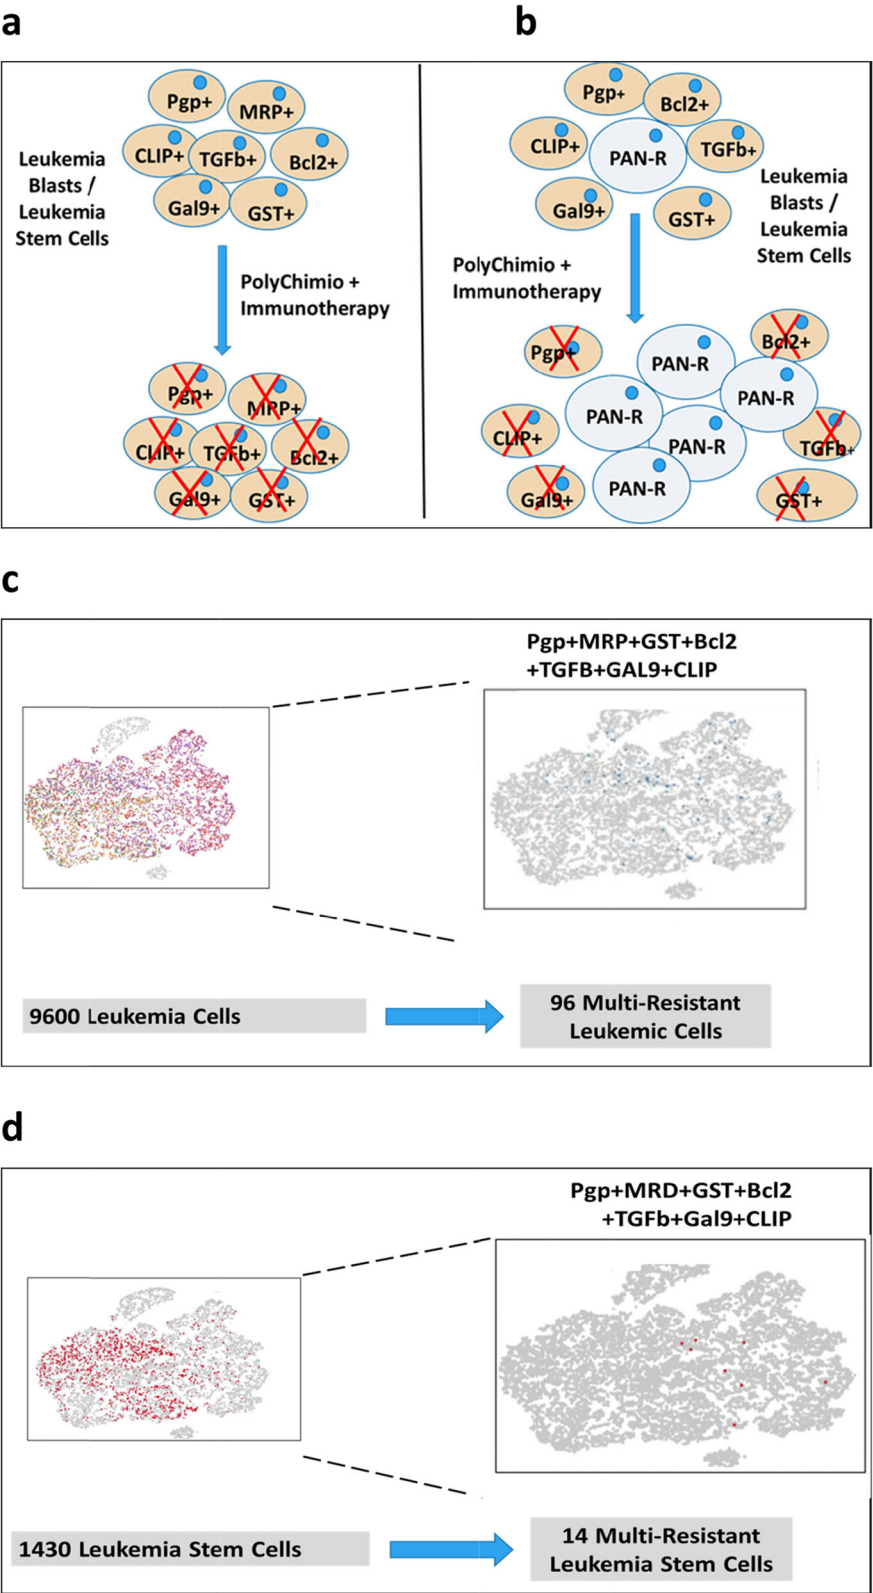 a
b
Pgp+
MRP+
CLIP+
TGFb+
Bcl2+
Gal9+
GST+
Leukemia
Blasts /
Leukemia
Stem Cells
PolyChimio +
Immunotherapy
Pgp+
MRP+
CLIP+
TGFb+
Bcl2+
Gal9+
GST+
Pgp+
Bcl2+
CLIP+
PAN-R
TGFb+
Gal9+
GST+
Leukemia
Blasts /
Leukemia
Stem Cells
PolyChimio +
Immunotherapy
Pgp+
PAN-R
Bcl2+
PAN-R
PAN-R
CLIP+
PAN-R
TGFb+
Gal9+
PAN-R
GST+
c
Pgp+MRP+GST+Bcl2
+TGFB+GAL9+CLIP
9600 Leukemia Cells
96 Multi-Resistant
Leukemic Cells
d
Pgp+MRD+GST+Bcl2
+TGFb+Gal9+CLIP
1430 Leukemia Stem Cells
14 Multi-Resistant
Leukemia Stem Cells